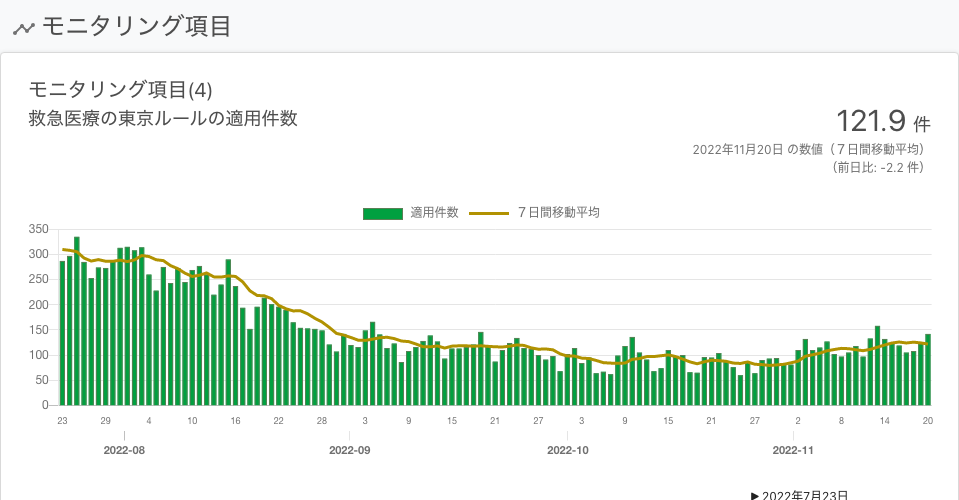 モニタリング項目
モニタリング項目(4)
救急医療の東京ルールの適用件数
121.9 件
2022年11月20日 の数値（７日間移動平均）
（前日比: -2.2 件）
適用件数 ７日間移動平均
350
300
250
200
150
100
50
0
23 29 4 10 16 22 28 3 9 15 21 27 3 9 15 21 27 2 8 14 20
2022-08 2022-09 2022-10 2022-11
▶ 2022年7月23日